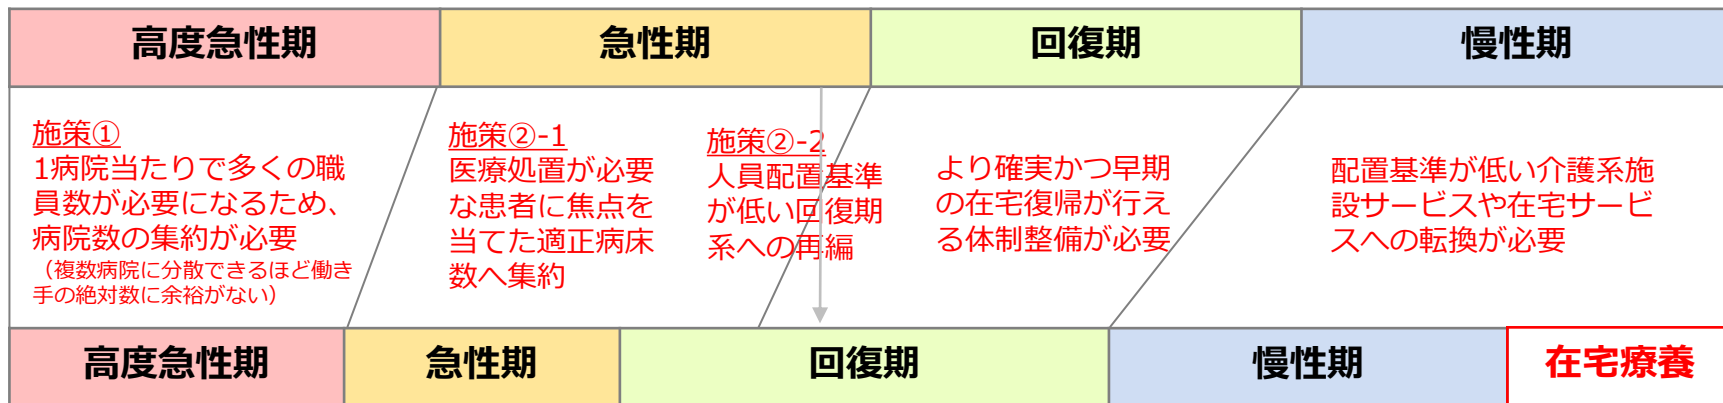 高度急性期
急性期
回復期
慢性期
施策①
1病院当たりで多くの職
員数が必要になるため、
病院数の集約が必要
（複数病院に分散できるほど働き
手の絶対数に余裕がない）
施策②-1
医療処置が必要
な患者に焦点を
当てた適正病床
数へ集約
施策②-2
人員配置基準
が低い回復期
系への再編
より確実かつ早期
の在宅復帰が行え
る体制整備が必要
配置基準が低い介護系施
設サービスや在宅サービ
スへの転換が必要
高度急性期
急性期
回復期
慢性期
在宅療養